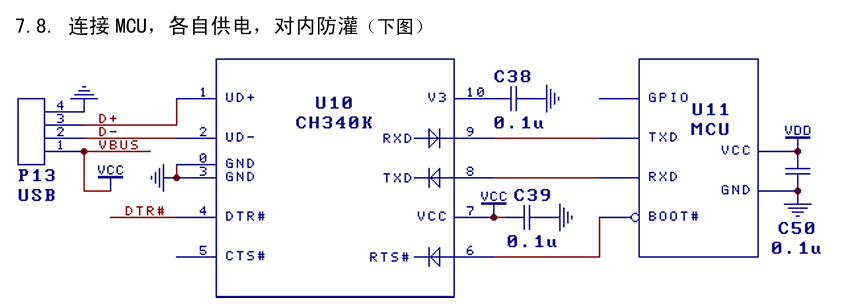 7.8. 连接 MCU，各自供电，对内防灌（下图）
C38
1
UD+
U10
V3
10
GPIO
4
CH340K
U11
3
D+
0.1u
MCU
VDD
2
D-
2
UD-
RXD
9
TXD
1
VBUS
VCC
0
GND
P13
VCC
3
GND
TXD
8
RXD
USB
VCC
C39
GND
DTR#
4
DTR#
VCC
7
BOOT#
C50
0.1u
0.1u
5
CTS#
RTS#
6